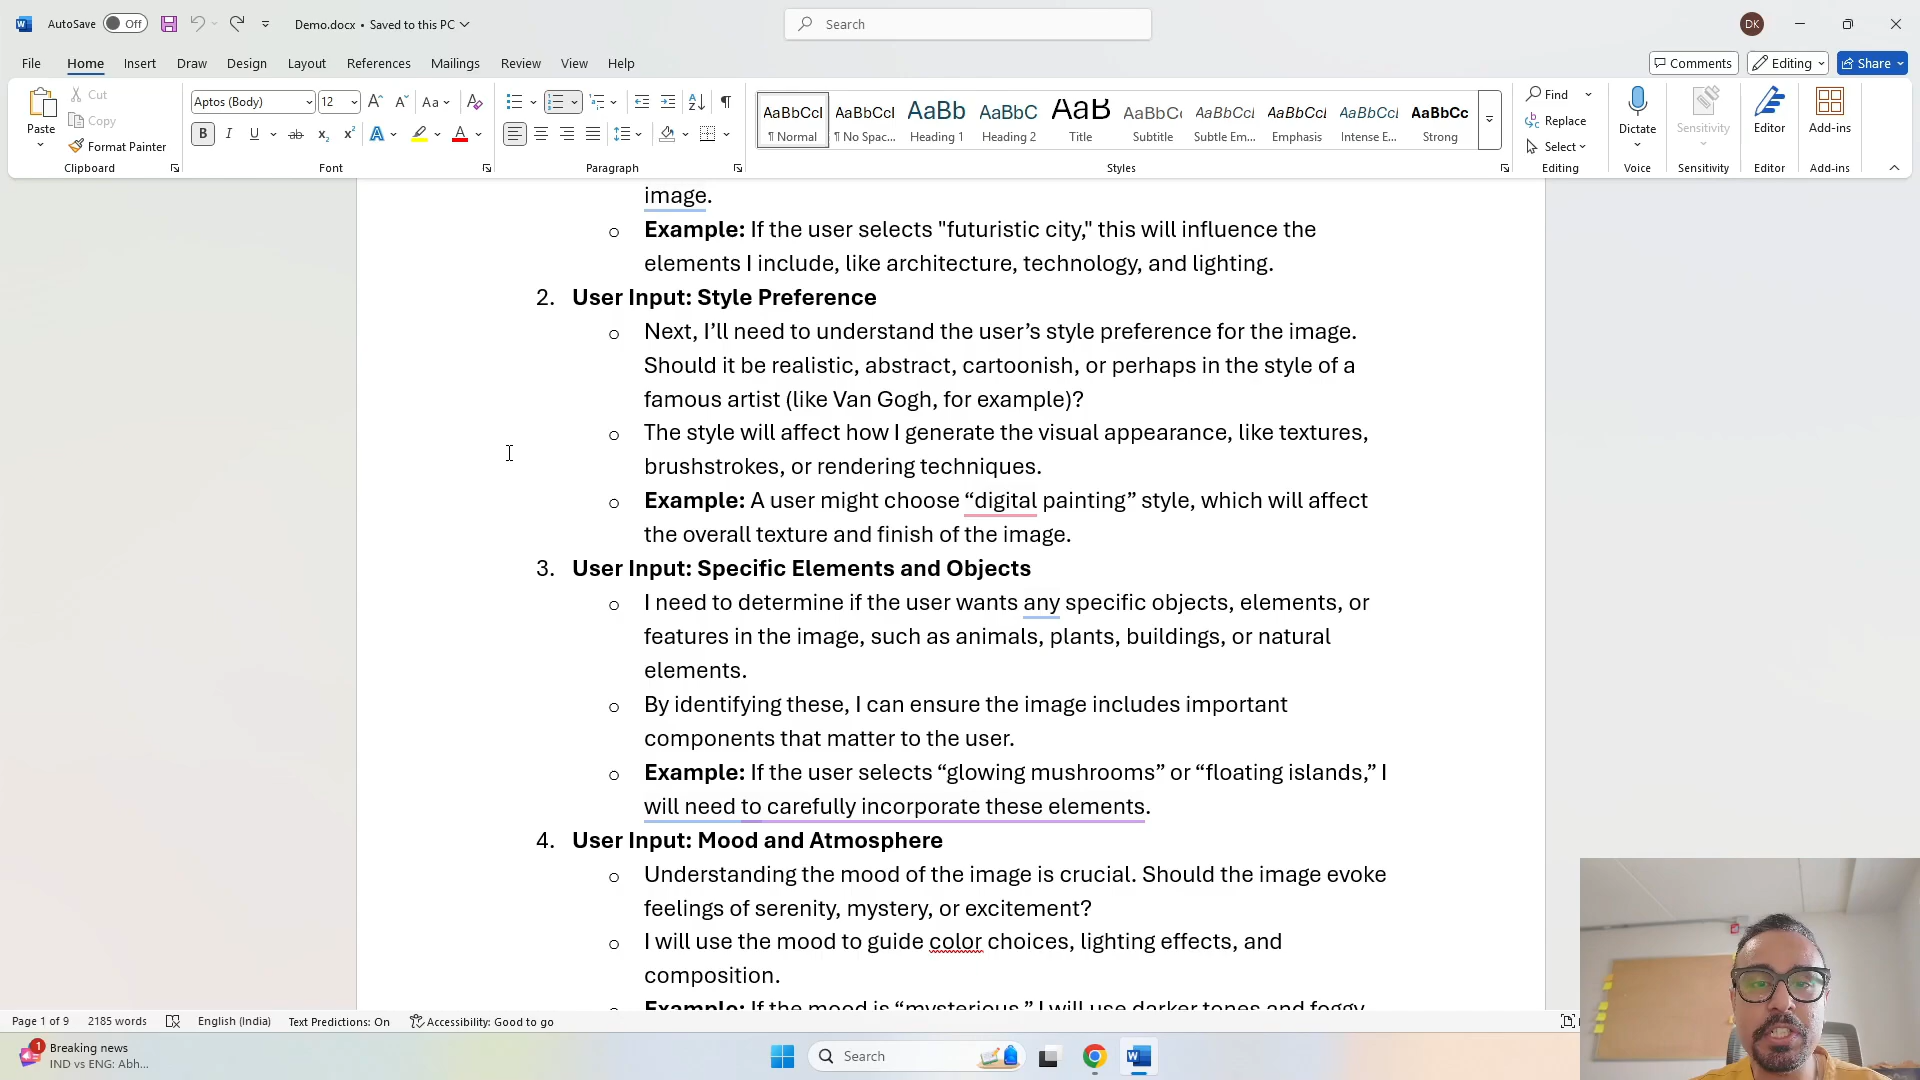 AutoSave Off Demo.docx • Saved to this PC Search DK
File Home Insert Draw Design Layout References Mailings Review View Help Comments Editing Share
Paste Cut Copy Format Painter Clipboard
Aptos (Body) 12 Font
Paragraph
AaBbCcI AaBbCcI AaBb AaBbC AaB AaBbCc AaBbCcI AaBbCcI AaBbCcI AaBbCc
¶ Normal ¶ No Spac... Heading 1 Heading 2 Title Subtitle Subtle Em... Emphasis Intense E... Strong
Styles
Find Replace Select Editing
Dictate Voice
Sensitivity Sensitivity
Editor Editor
Add-ins Add-ins
image.
o Example: If the user selects "futuristic city," this will influence the
elements I include, like architecture, technology, and lighting.
2. User Input: Style Preference
o Next, I’ll need to understand the user’s style preference for the image.
Should it be realistic, abstract, cartoonish, or perhaps in the style of a
famous artist (like Van Gogh, for example)?
o The style will affect how I generate the visual appearance, like textures,
brushstrokes, or rendering techniques.
o Example: A user might choose “digital painting” style, which will affect
the overall texture and finish of the image.
3. User Input: Specific Elements and Objects
o I need to determine if the user wants any specific objects, elements, or
features in the image, such as animals, plants, buildings, or natural
elements.
o By identifying these, I can ensure the image includes important
components that matter to the user.
o Example: If the user selects “glowing mushrooms” or “floating islands,” I
will need to carefully incorporate these elements.
4. User Input: Mood and Atmosphere
o Understanding the mood of the image is crucial. Should the image evoke
feelings of serenity, mystery, or excitement?
o I will use the mood to guide color choices, lighting effects, and
composition.
Example: If the mood is “mysterious,” I will use darker tones and foggy
Page 1 of 9 2185 words English (India) Text Predictions: On Accessibility: Good to go
1 Breaking news
IND vs ENG: Abh...
Search